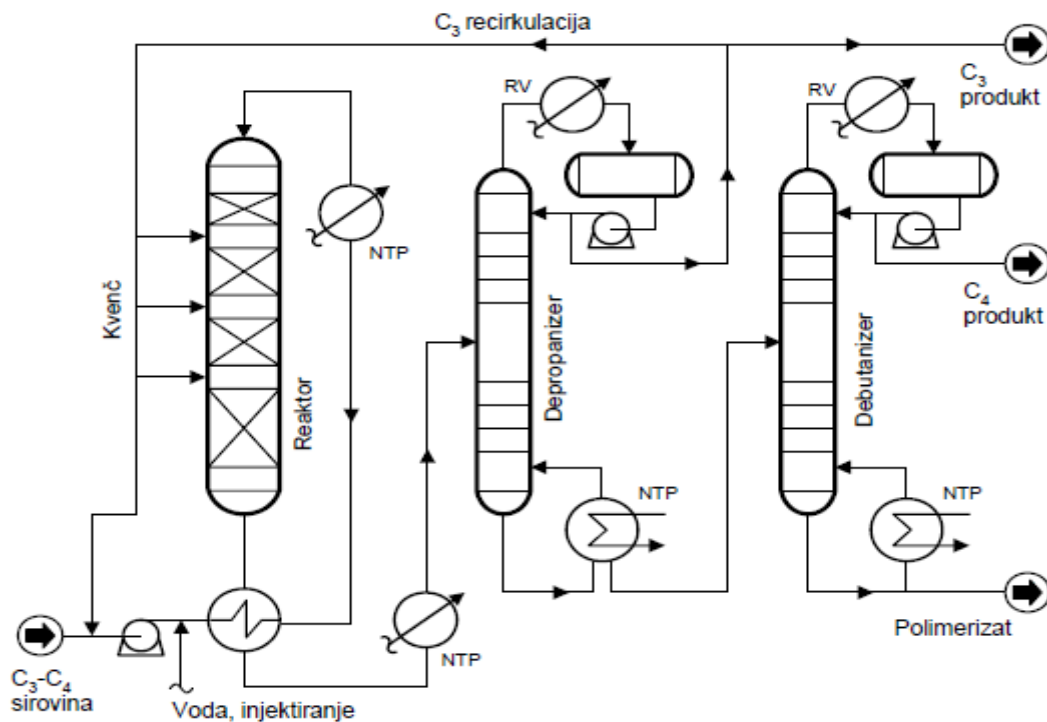 C₃ recirkulacija
C₃
produkt
RV
RV
NTP
Kvenč
Reaktor
Depropanizer
Debutanizer
C₄
produkt
NTP
NTP
NTP
C₃-C₄
sirovina
Voda, injektiranje
Polimerizat